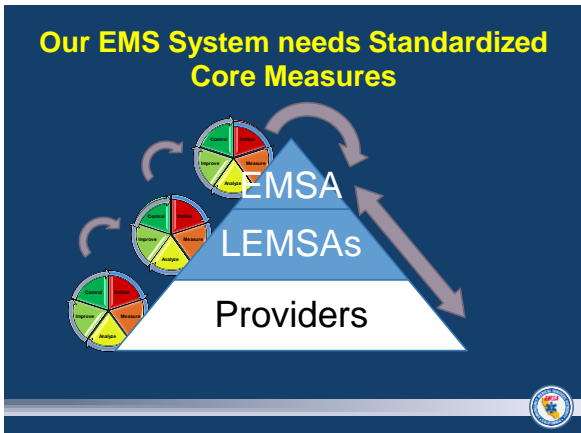 Our EMS System needs Standardized
Core Measures
Control
Define
Improve
Measure
Analyze
EMSA
Control
Define
Improve
Measure
Analyze
LEMSAs
Control
Define
Improve
Measure
Analyze
Providers
EMSA